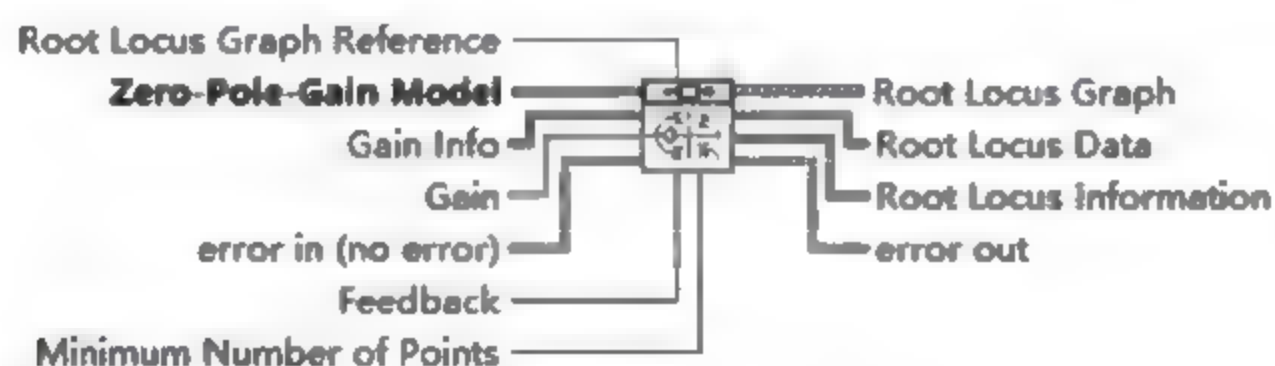 Root Locus Graph Reference
Zero-Pole-Gain Model
Gain Info
Gain
error in (no error)
Feedback
Minimum Number of Points
Root Locus Graph
Root Locus Data
Root Locus Information
error out